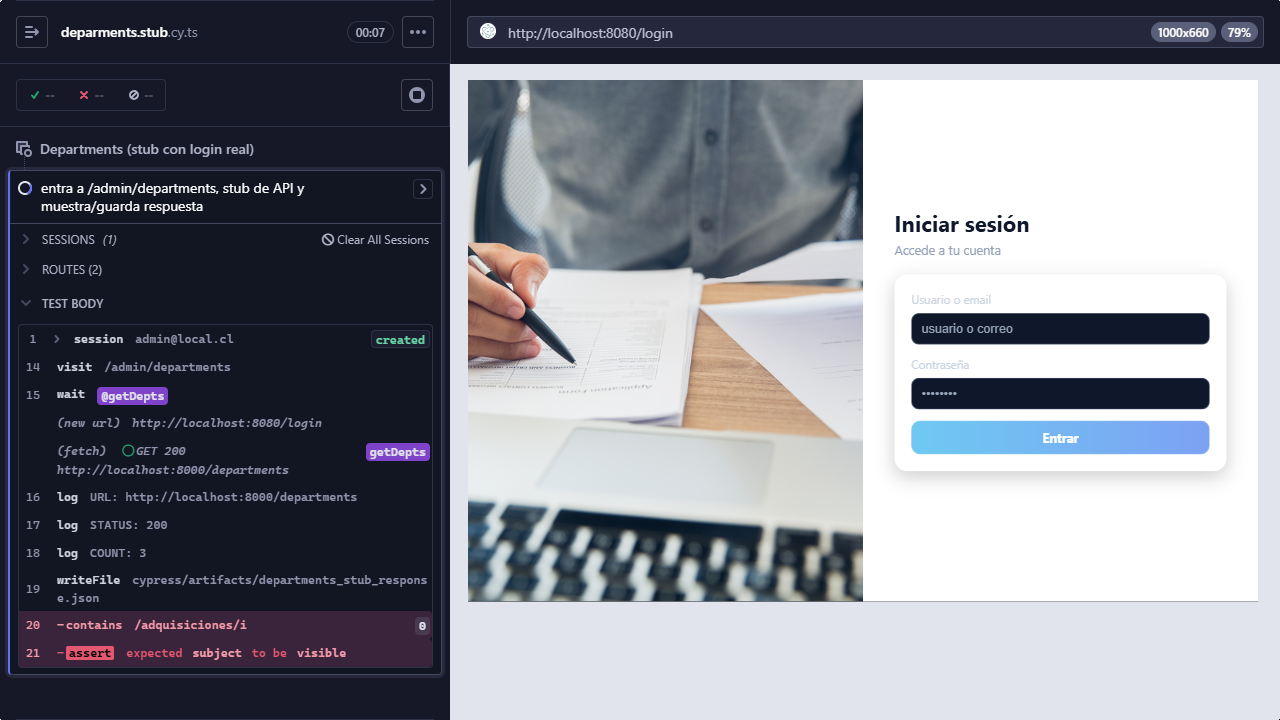 deparments.stub.cy.ts
00:07
--
--
--
Departments (stub con login real)
entra a /admin/departments, stub de API y
muestra/guarda respuesta
SESSIONS (1)
Clear All Sessions
ROUTES (2)
TEST BODY
1 session admin@local.cl created
14 visit /admin/departments
15 wait @getDepts
(new url) http://localhost:8080/login
(fetch) GET 200
http://localhost:8000/departments
getDepts
16 log URL: http://localhost:8000/departments
17 log STATUS: 200
18 log COUNT: 3
19 writeFile cypress/artifacts/departments_stub_respons
e.json
20 -contains /adquisiciones/i 0
21 -assert expected subject to be visible
http://localhost:8080/login
1000x660
79%
Iniciar sesión
Accede a tu cuenta
Usuario o email
usuario o correo
Contraseña
••••••••
Entrar
Application Form